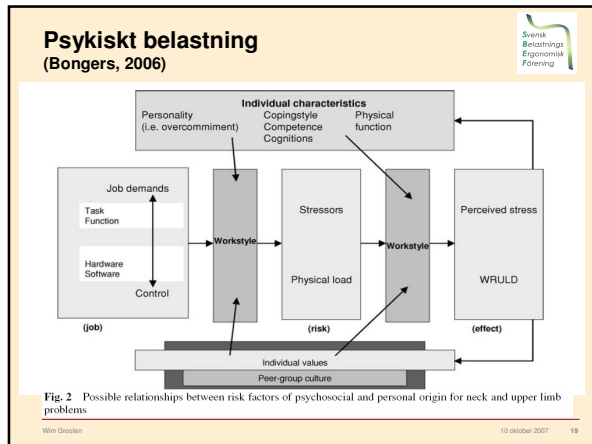 Psykiskt belastning
(Bongers, 2006)
Svensk
Belastnings
Ergonomisk
Förening
Individual characteristics
Personality
(i.e. overcommiment)
Copingstyle
Competence
Cognitions
Physical
function
Job demands
Task
Function
Hardware
Software
Control
(job)
Workstyle
Stressors
Physical load
(risk)
Workstyle
Perceived stress
WRULD
(effect)
Individual values
Peer-group culture
Fig. 2 Possible relationships between risk factors of psychosocial and personal origin for neck and upper limb
problems
Wim Grooten
10 oktober 2007 19